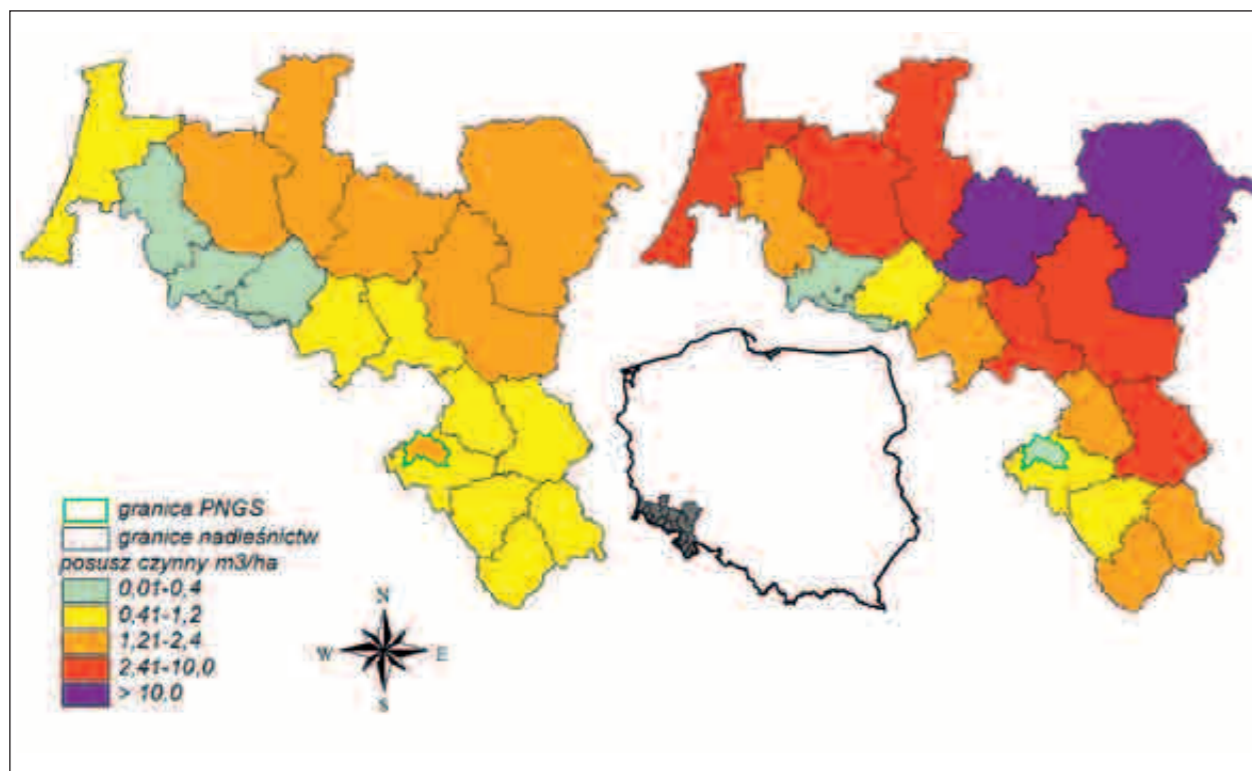 granica PNGS
granice nadleśnictw
posusz czynny m3/ha
0,01-0,4
0,41-1,2
1,21-2,4
2,41-10,0
> 10,0
N
W E
S